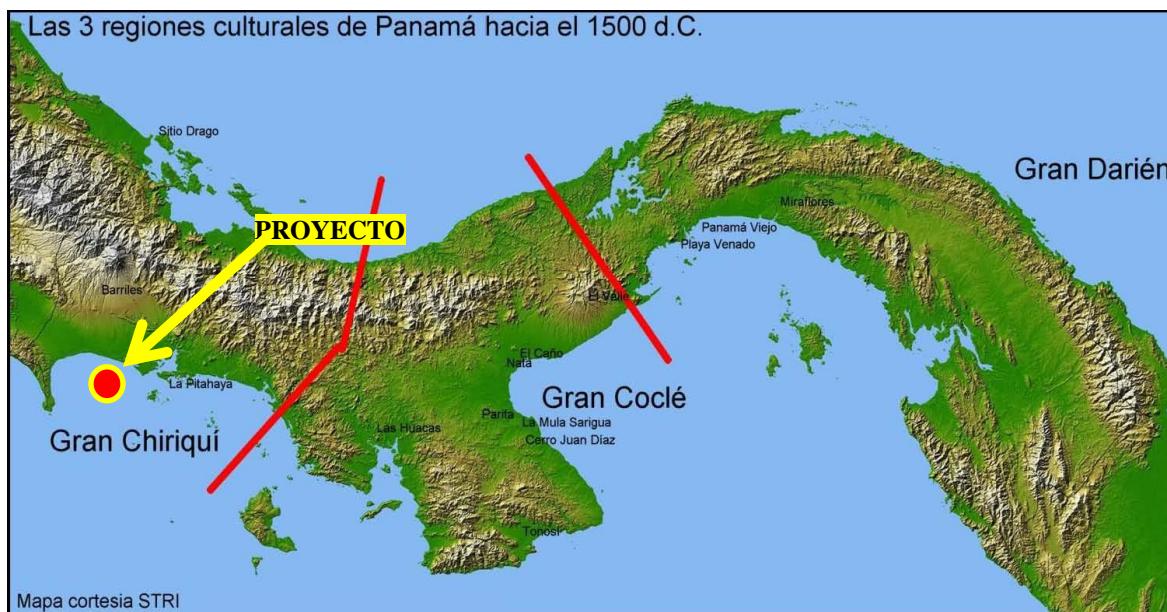 Las 3 regiones culturales de Panamá hacia el 1500 d.C.
Sitio Drago
Gran Darién
Miraflores
PROYECTO
Panamá Viejo
Playa Venado
Barriles
El Valle
El Caño
Natá
La Pitahaya
Gran Coclé
Parita
La Mula Sarigua
Las Huacas
Cerro Juan Díaz
Gran Chiriquí
Tonosí
Mapa cortesia STRI